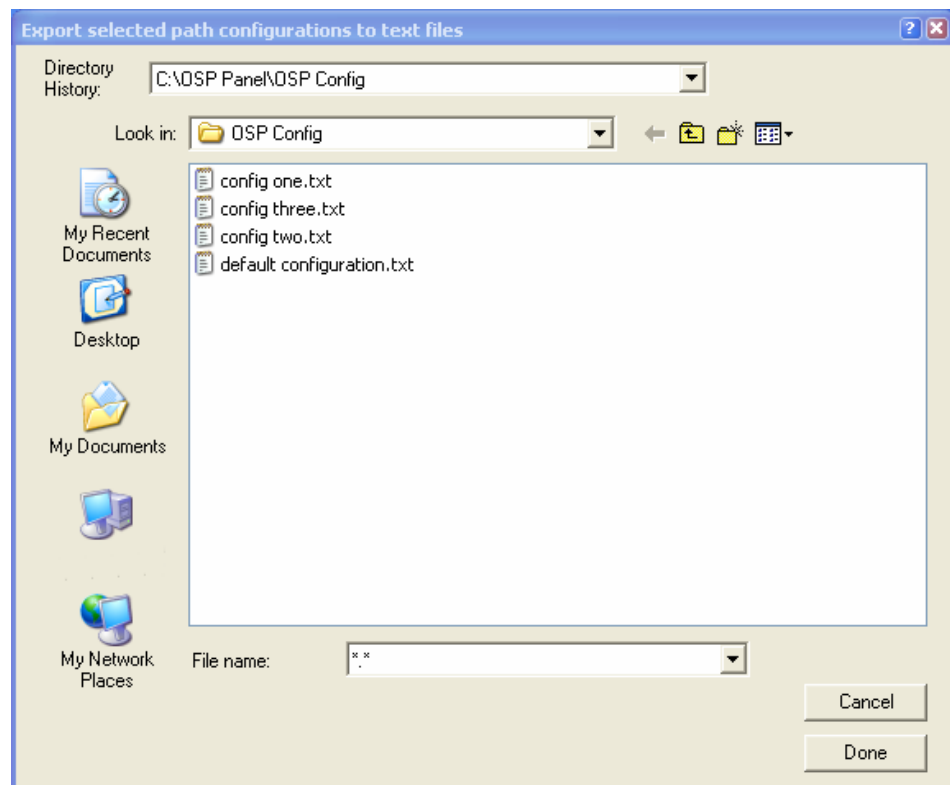 Export selected path configurations to text files
Directory
History:
C:\OSP Panel\OSP Config
Look in:
OSP Config
config one.txt
config three.txt
config two.txt
default configuration.txt
My Recent
Documents
Desktop
My Documents
My Network
Places
File name:
*.*
Cancel
Done